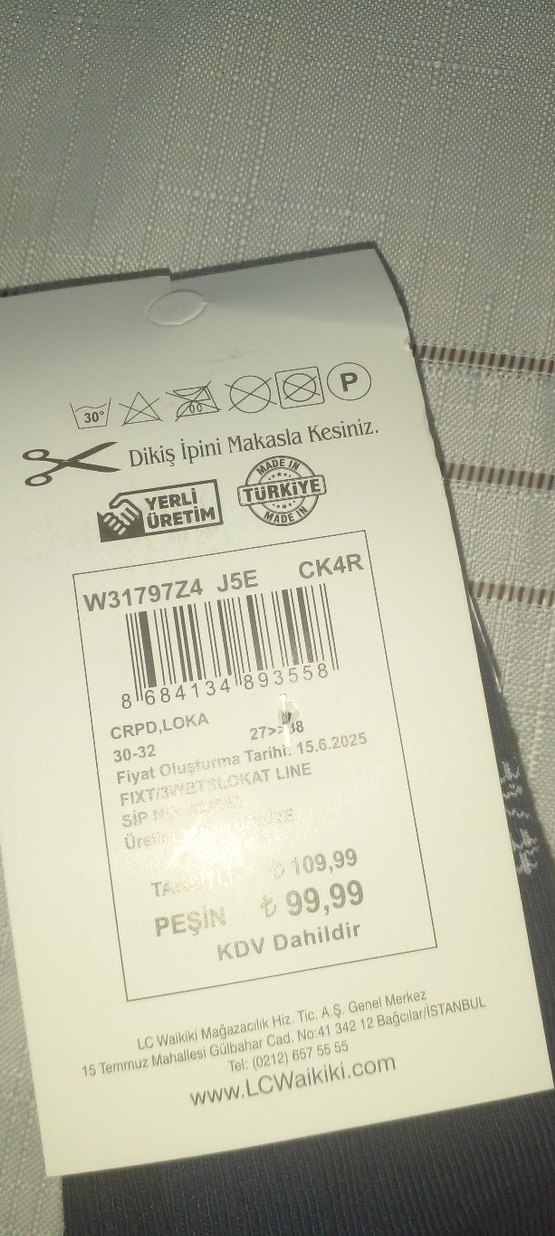 30° P
Dikiş İpini Makasla Kesiniz.
YERLİ
ÜRETİM
MADE IN
TÜRKİYE
MADE IN
W31797Z4 J5E CK4R
8 684134 893558
CRPD,LOKA
30-32 27>>38
Fiyat Oluşturma Tarihi: 15.6.2025
LINE
SİP
₺ 109,99
PEŞİN ₺ 99,99
KDV Dahildir
LC Waikiki Mağazacılık Hiz. Tic. A.Ş. Genel Merkez
15 Temmuz Mahallesi Gülbahar Cad. No:41 342 12 Bağcılar/İSTANBUL
Tel: (0212) 657 55 55
www.LCWaikiki.com